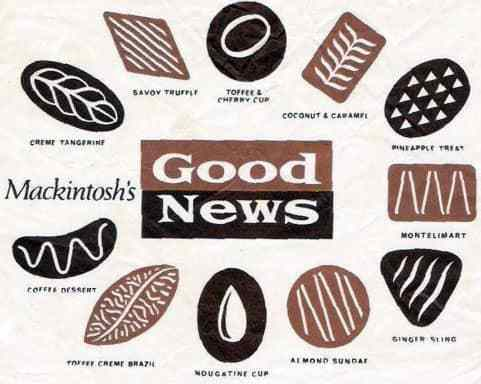 SAVOY TRUFFLE
TOFFEE &
CHERRY CUP
COCONUT & CARAMEL
CREME TANGERINE
PINEAPPLE TREAT
Good
News
Mackintosh's
MONTELIMART
COFFEE DESSERT
GINGER SLING
TOFFEE CREME BRAZIL
NOUGATINE CUP
ALMOND SUNDAE